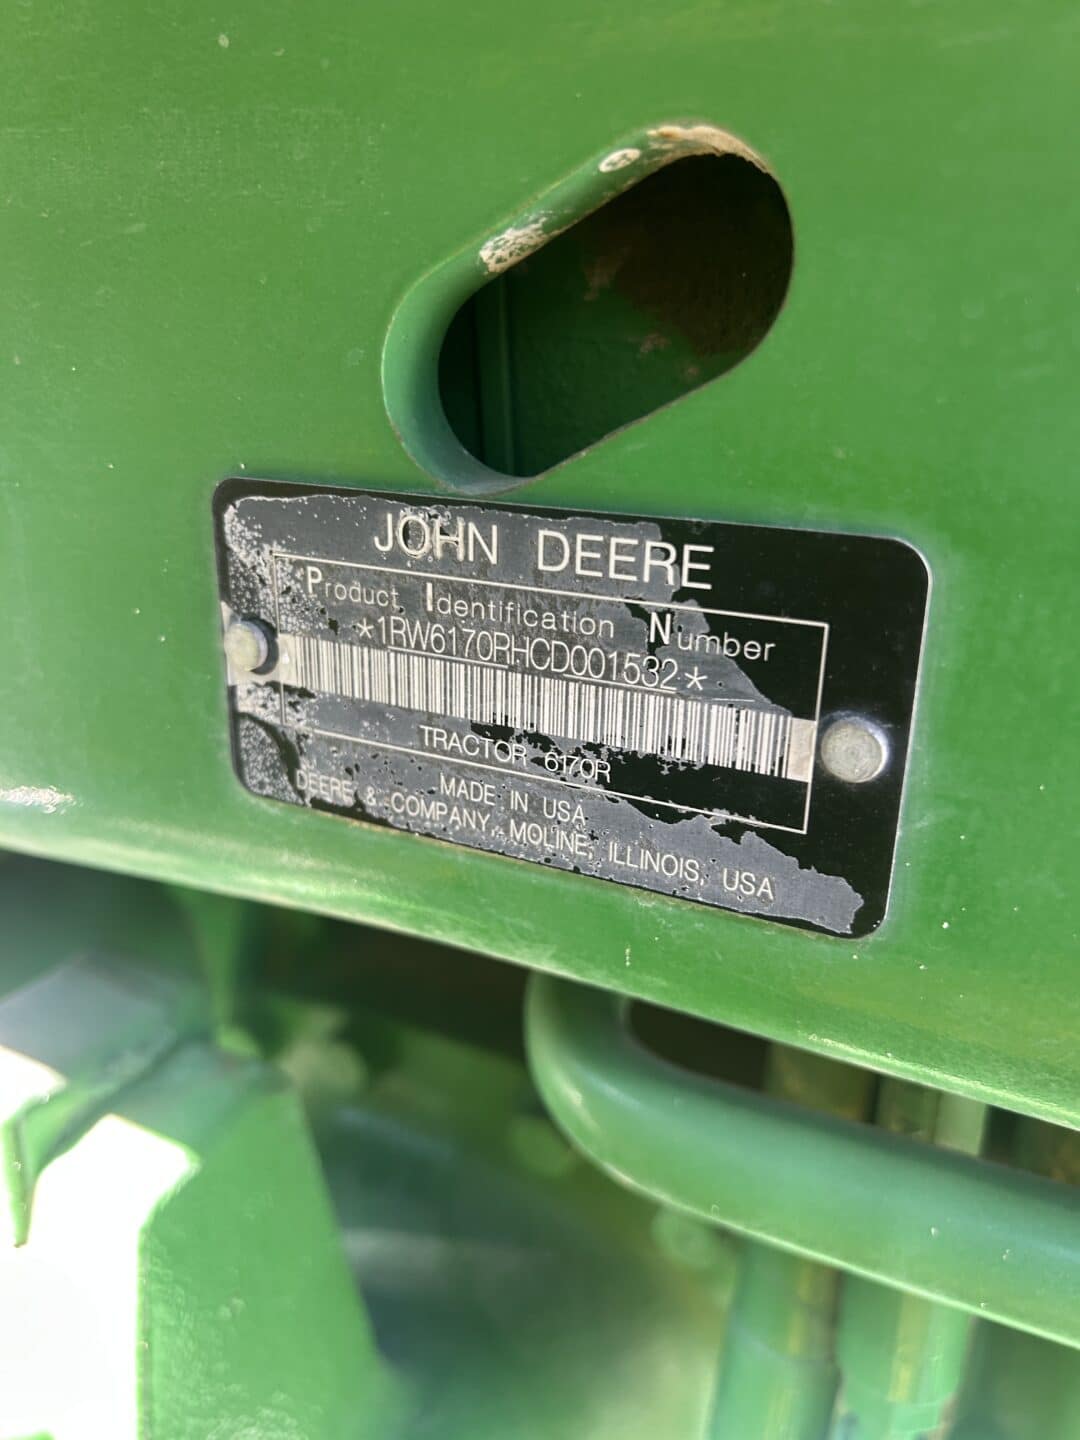 JOHN DEERE
Product Identification Number
*1RW6170RHCD001532*
TRACTOR 6170R
MADE IN USA
DEERE & COMPANY, MOLINE, ILLINOIS, USA